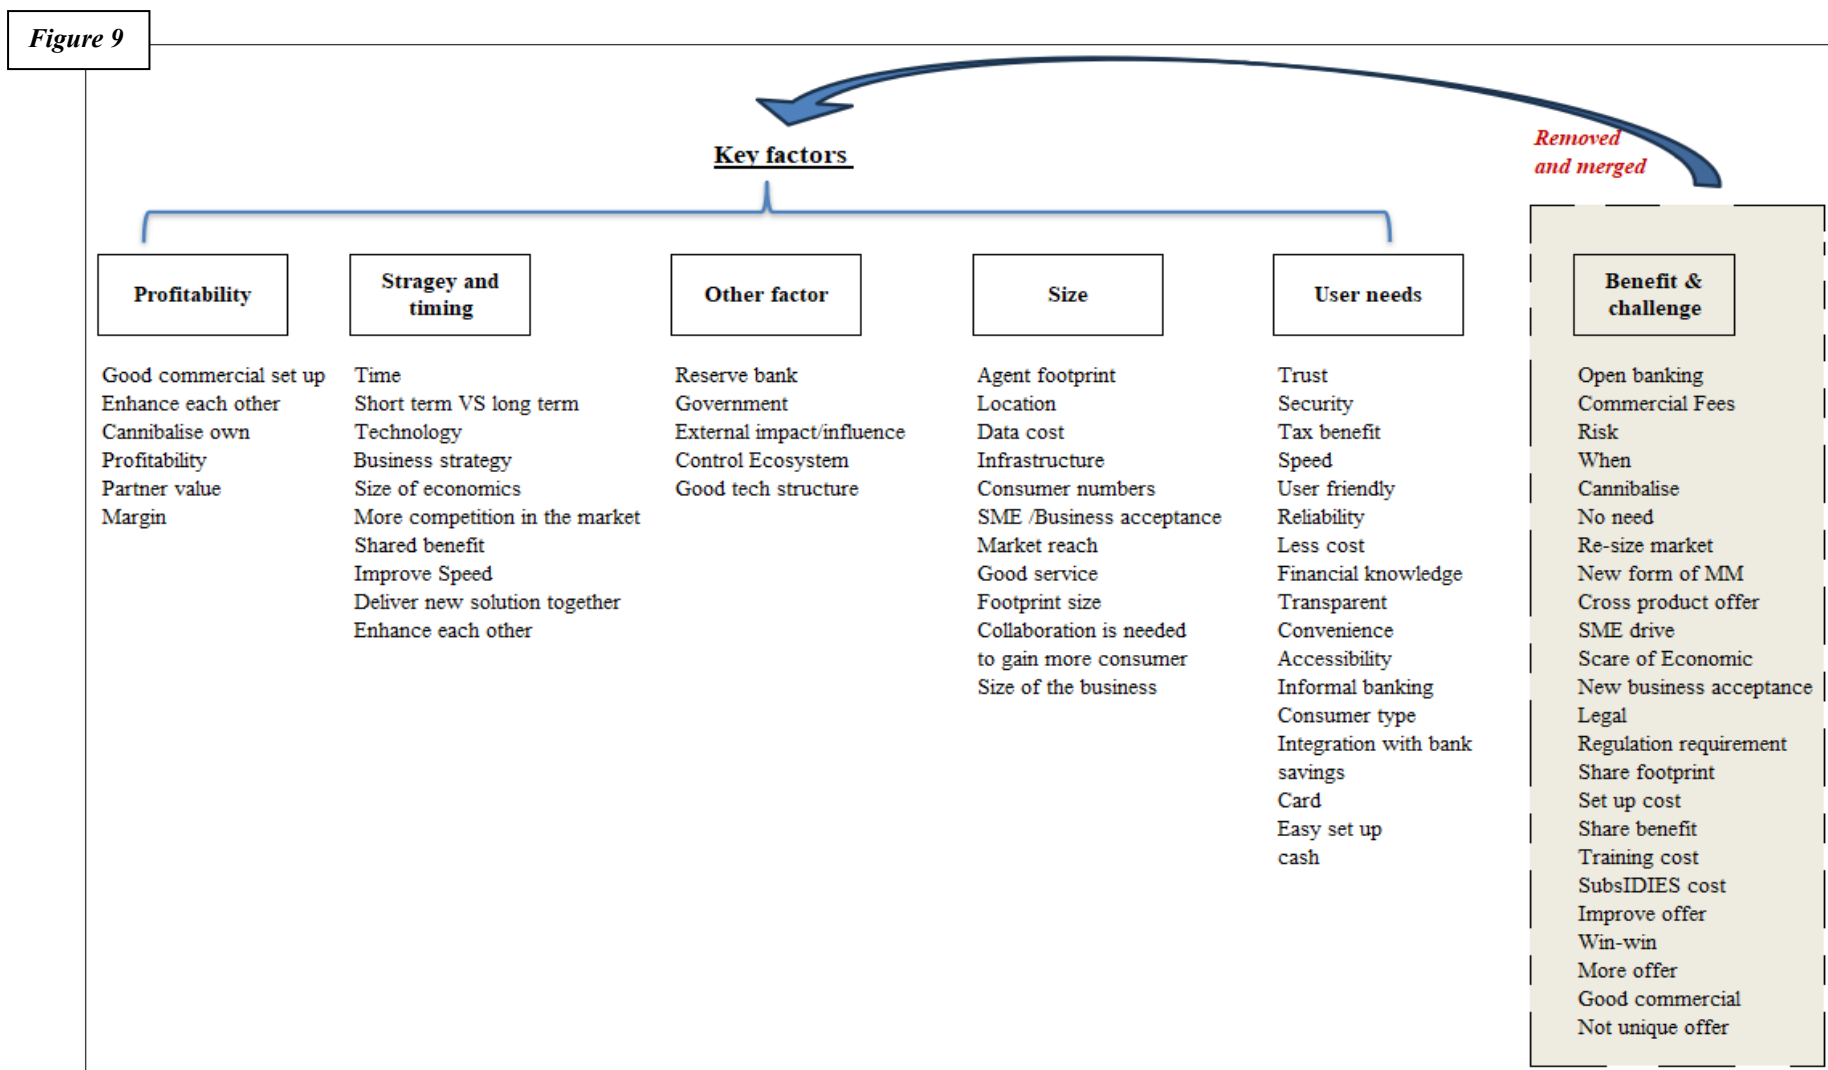 Figure 9
Removed
and merged
Key factors
Profitability
Good commercial set up
Enhance each other
Cannibalise own
Profitability
Partner value
Margin
Stragey and
timing
Time
Short term VS long term
Technology
Business strategy
Size of economics
More competition in the market
Shared benefit
Improve Speed
Deliver new solution together
Enhance each other
Other factor
Reserve bank
Government
External impact/influence
Control Ecosystem
Good tech structure
Size
Agent footprint
Location
Data cost
Infrastructure
Consumer numbers
SME /Business acceptance
Market reach
Good service
Footprint size
Collaboration is needed
to gain more consumer
Size of the business
User needs
Trust
Security
Tax benefit
Speed
User friendly
Reliability
Less cost
Financial knowledge
Transparent
Convenience
Accessibility
Informal banking
Consumer type
Integration with bank
savings
Card
Easy set up
cash
Benefit &
challenge
Open banking
Commercial Fees
Risk
When
Cannibalise
No need
Re-size market
New form of MM
Cross product offer
SME drive
Scare of Economic
New business acceptance
Legal
Regulation requirement
Share footprint
Set up cost
Share benefit
Training cost
SubsIDIES cost
Improve offer
Win-win
More offer
Good commercial
Not unique offer